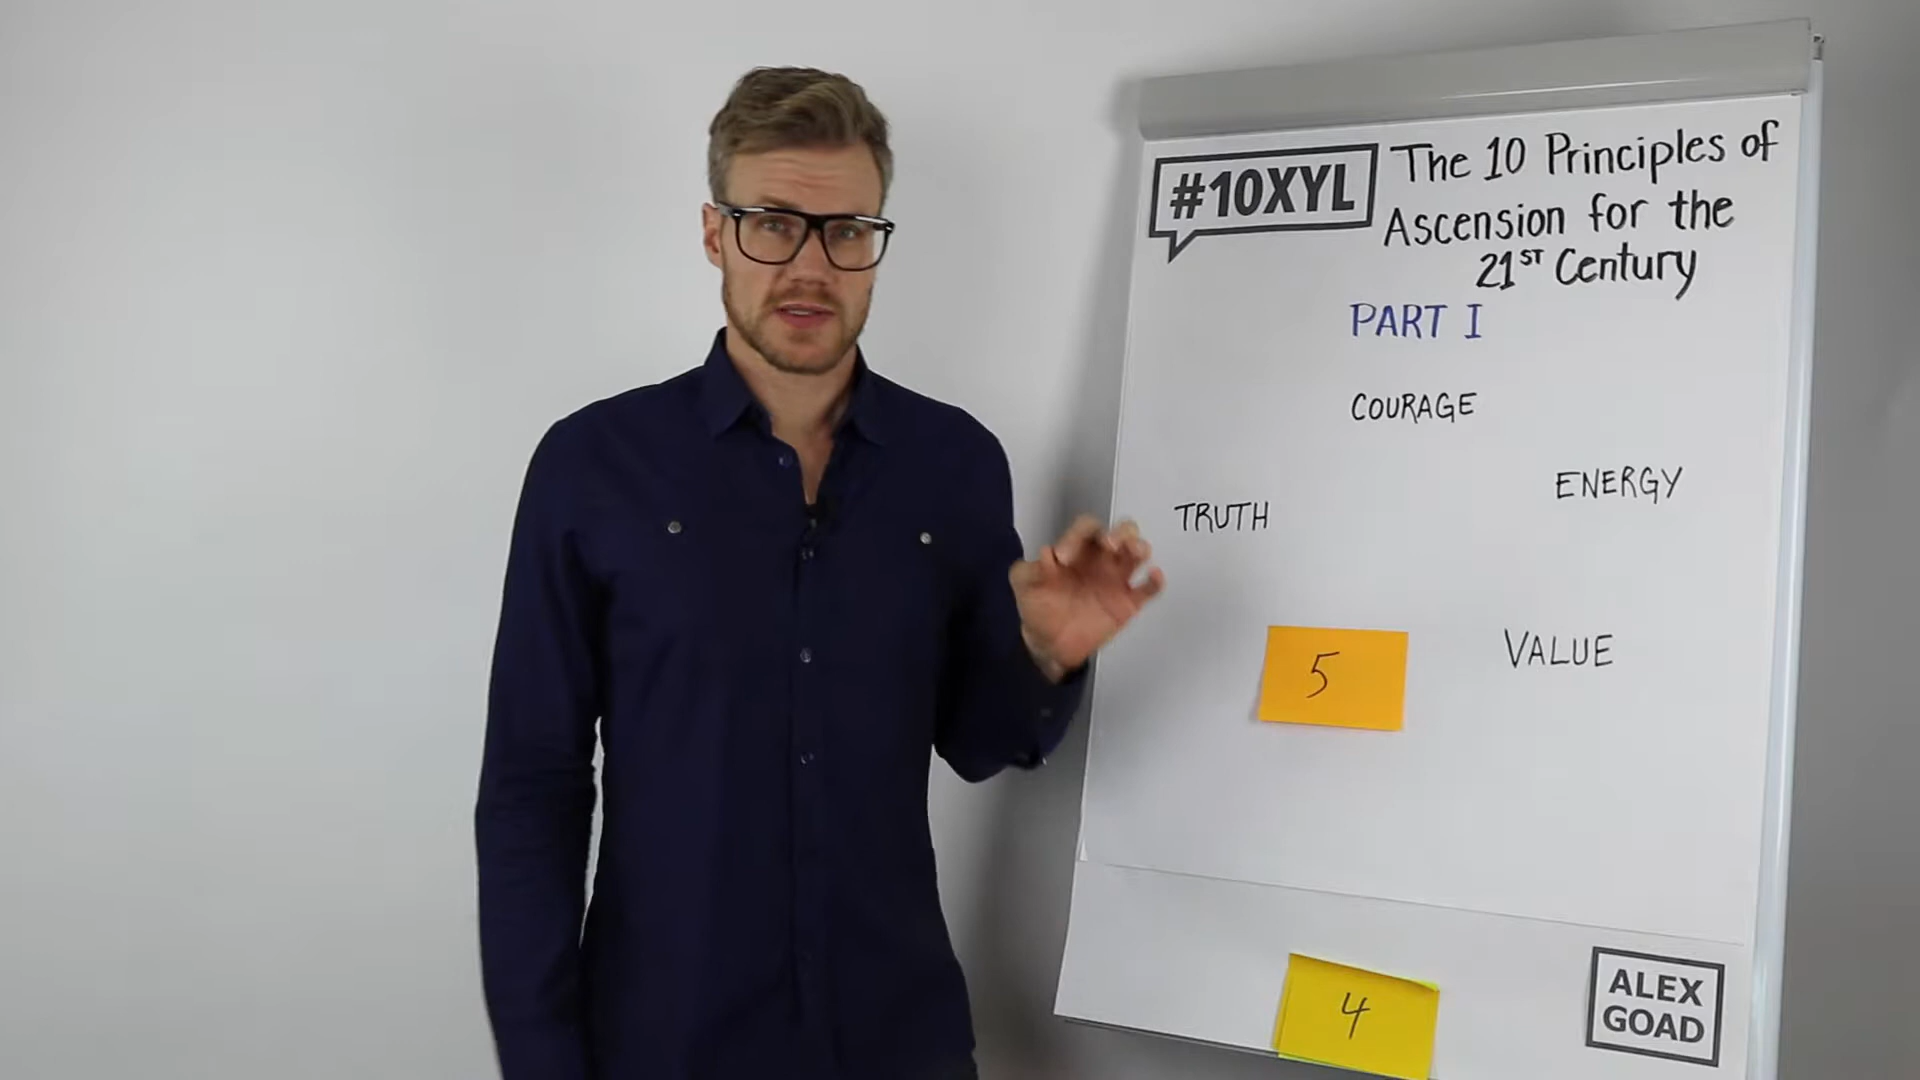 #10XYL
The 10 Principles of
Ascension for the
21ST Century
PART I
COURAGE
ENERGY
TRUTH
VALUE
5
4
ALEX
GOAD